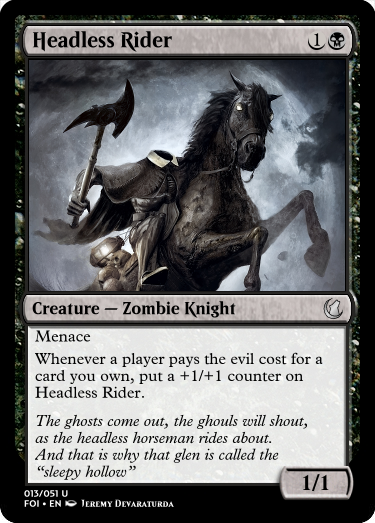 Headless Rider 1
Creature — Zombie Knight
Menace
Whenever a player pays the evil cost for a
card you own, put a +1/+1 counter on
Headless Rider.
The ghosts come out, the ghouls will shout,
as the headless horseman rides about.
And that is why that glen is called the
“sleepy hollow”
1/1
013/051 U
FOI • EN Jeremy Devaraturda